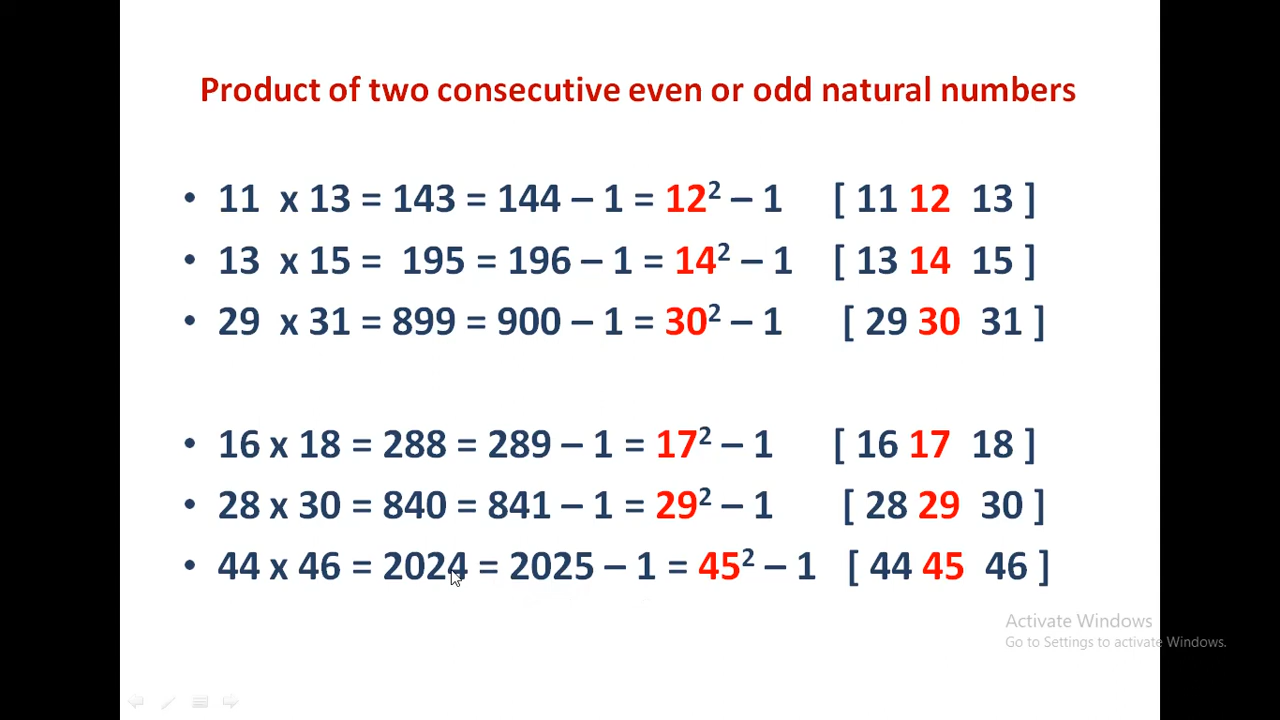 Product of two consecutive even or odd natural numbers
• 11 x 13 = 143 = 144 – 1 = 12² – 1 [ 11 12 13 ]
• 13 x 15 = 195 = 196 – 1 = 14² – 1 [ 13 14 15 ]
• 29 x 31 = 899 = 900 – 1 = 30² – 1 [ 29 30 31 ]
• 16 x 18 = 288 = 289 – 1 = 17² – 1 [ 16 17 18 ]
• 28 x 30 = 840 = 841 – 1 = 29² – 1 [ 28 29 30 ]
• 44 x 46 = 2024 = 2025 – 1 = 45² – 1 [ 44 45 46 ]
Activate Windows
Go to Settings to activate Windows.